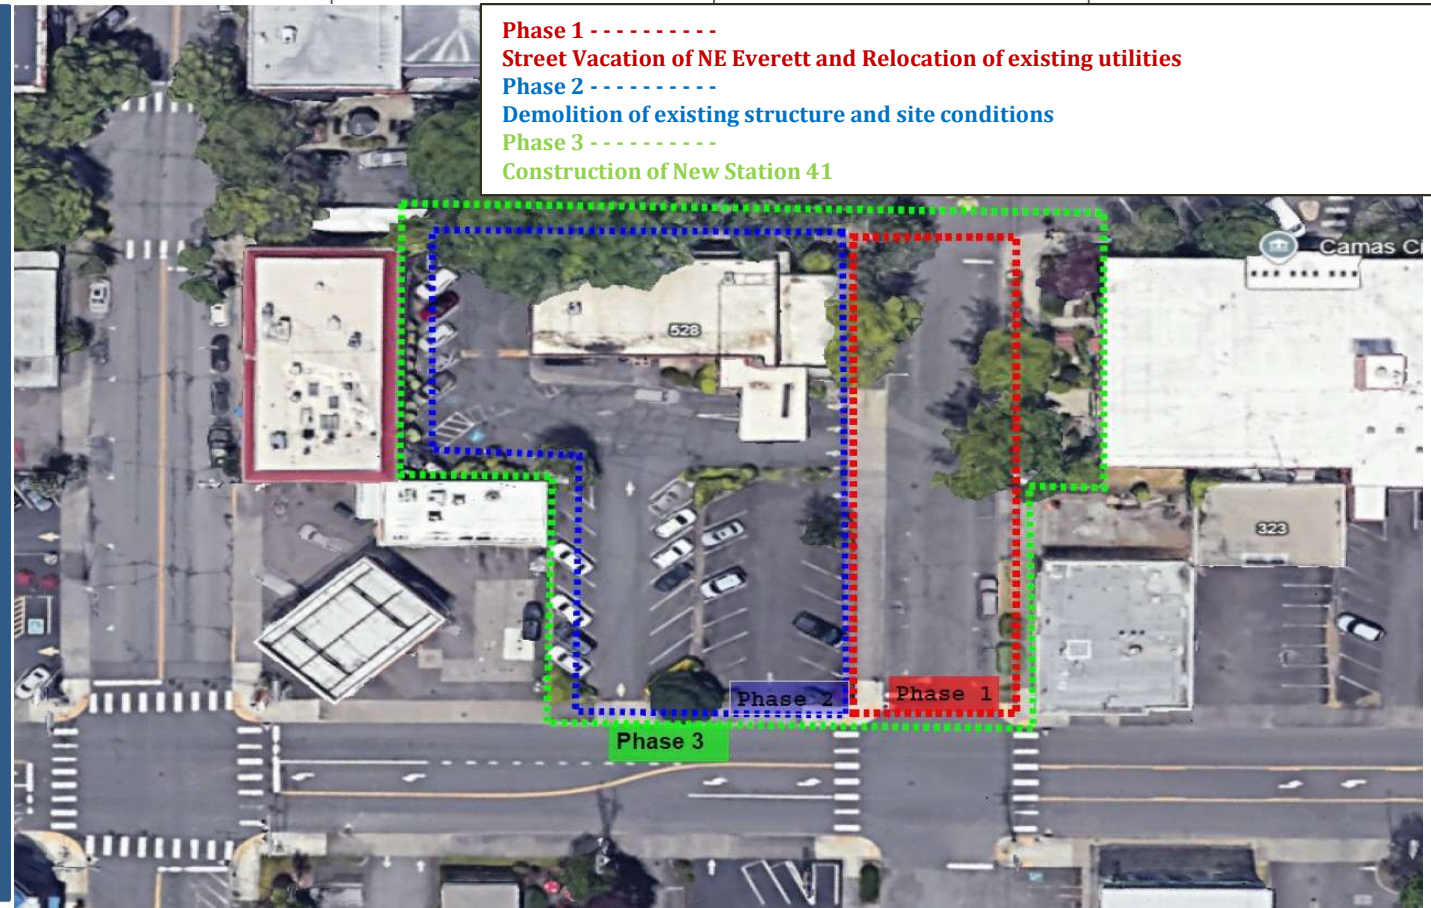 Phase 1 - - - - - - - - - -
Street Vacation of NE Everett and Relocation of existing utilities
Phase 2 - - - - - - - - - -
Demolition of existing structure and site conditions
Phase 3 - - - - - - - - - -
Construction of New Station 41
Camas Ci
528
323
Phase 2
Phase 1
Phase 3